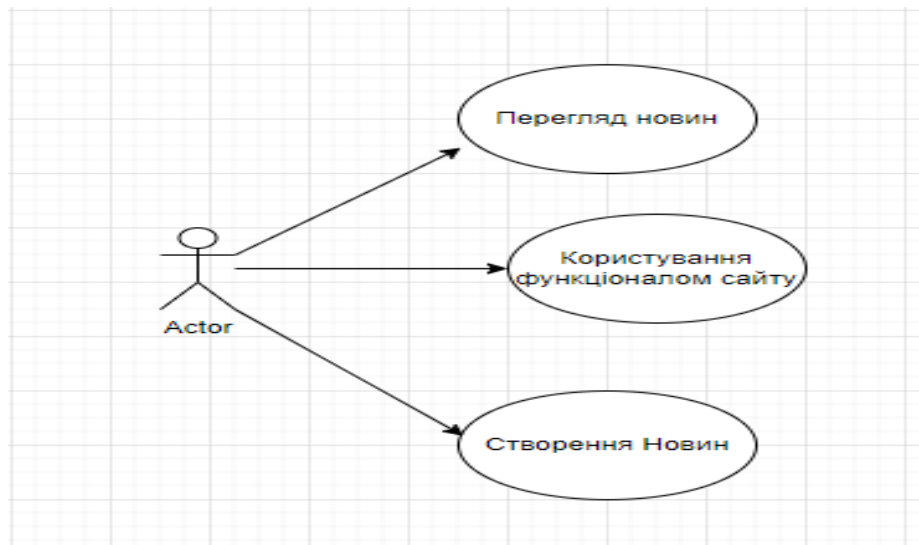 Перегляд новин
Користування
функціоналом сайту
Actor
Створення Новин